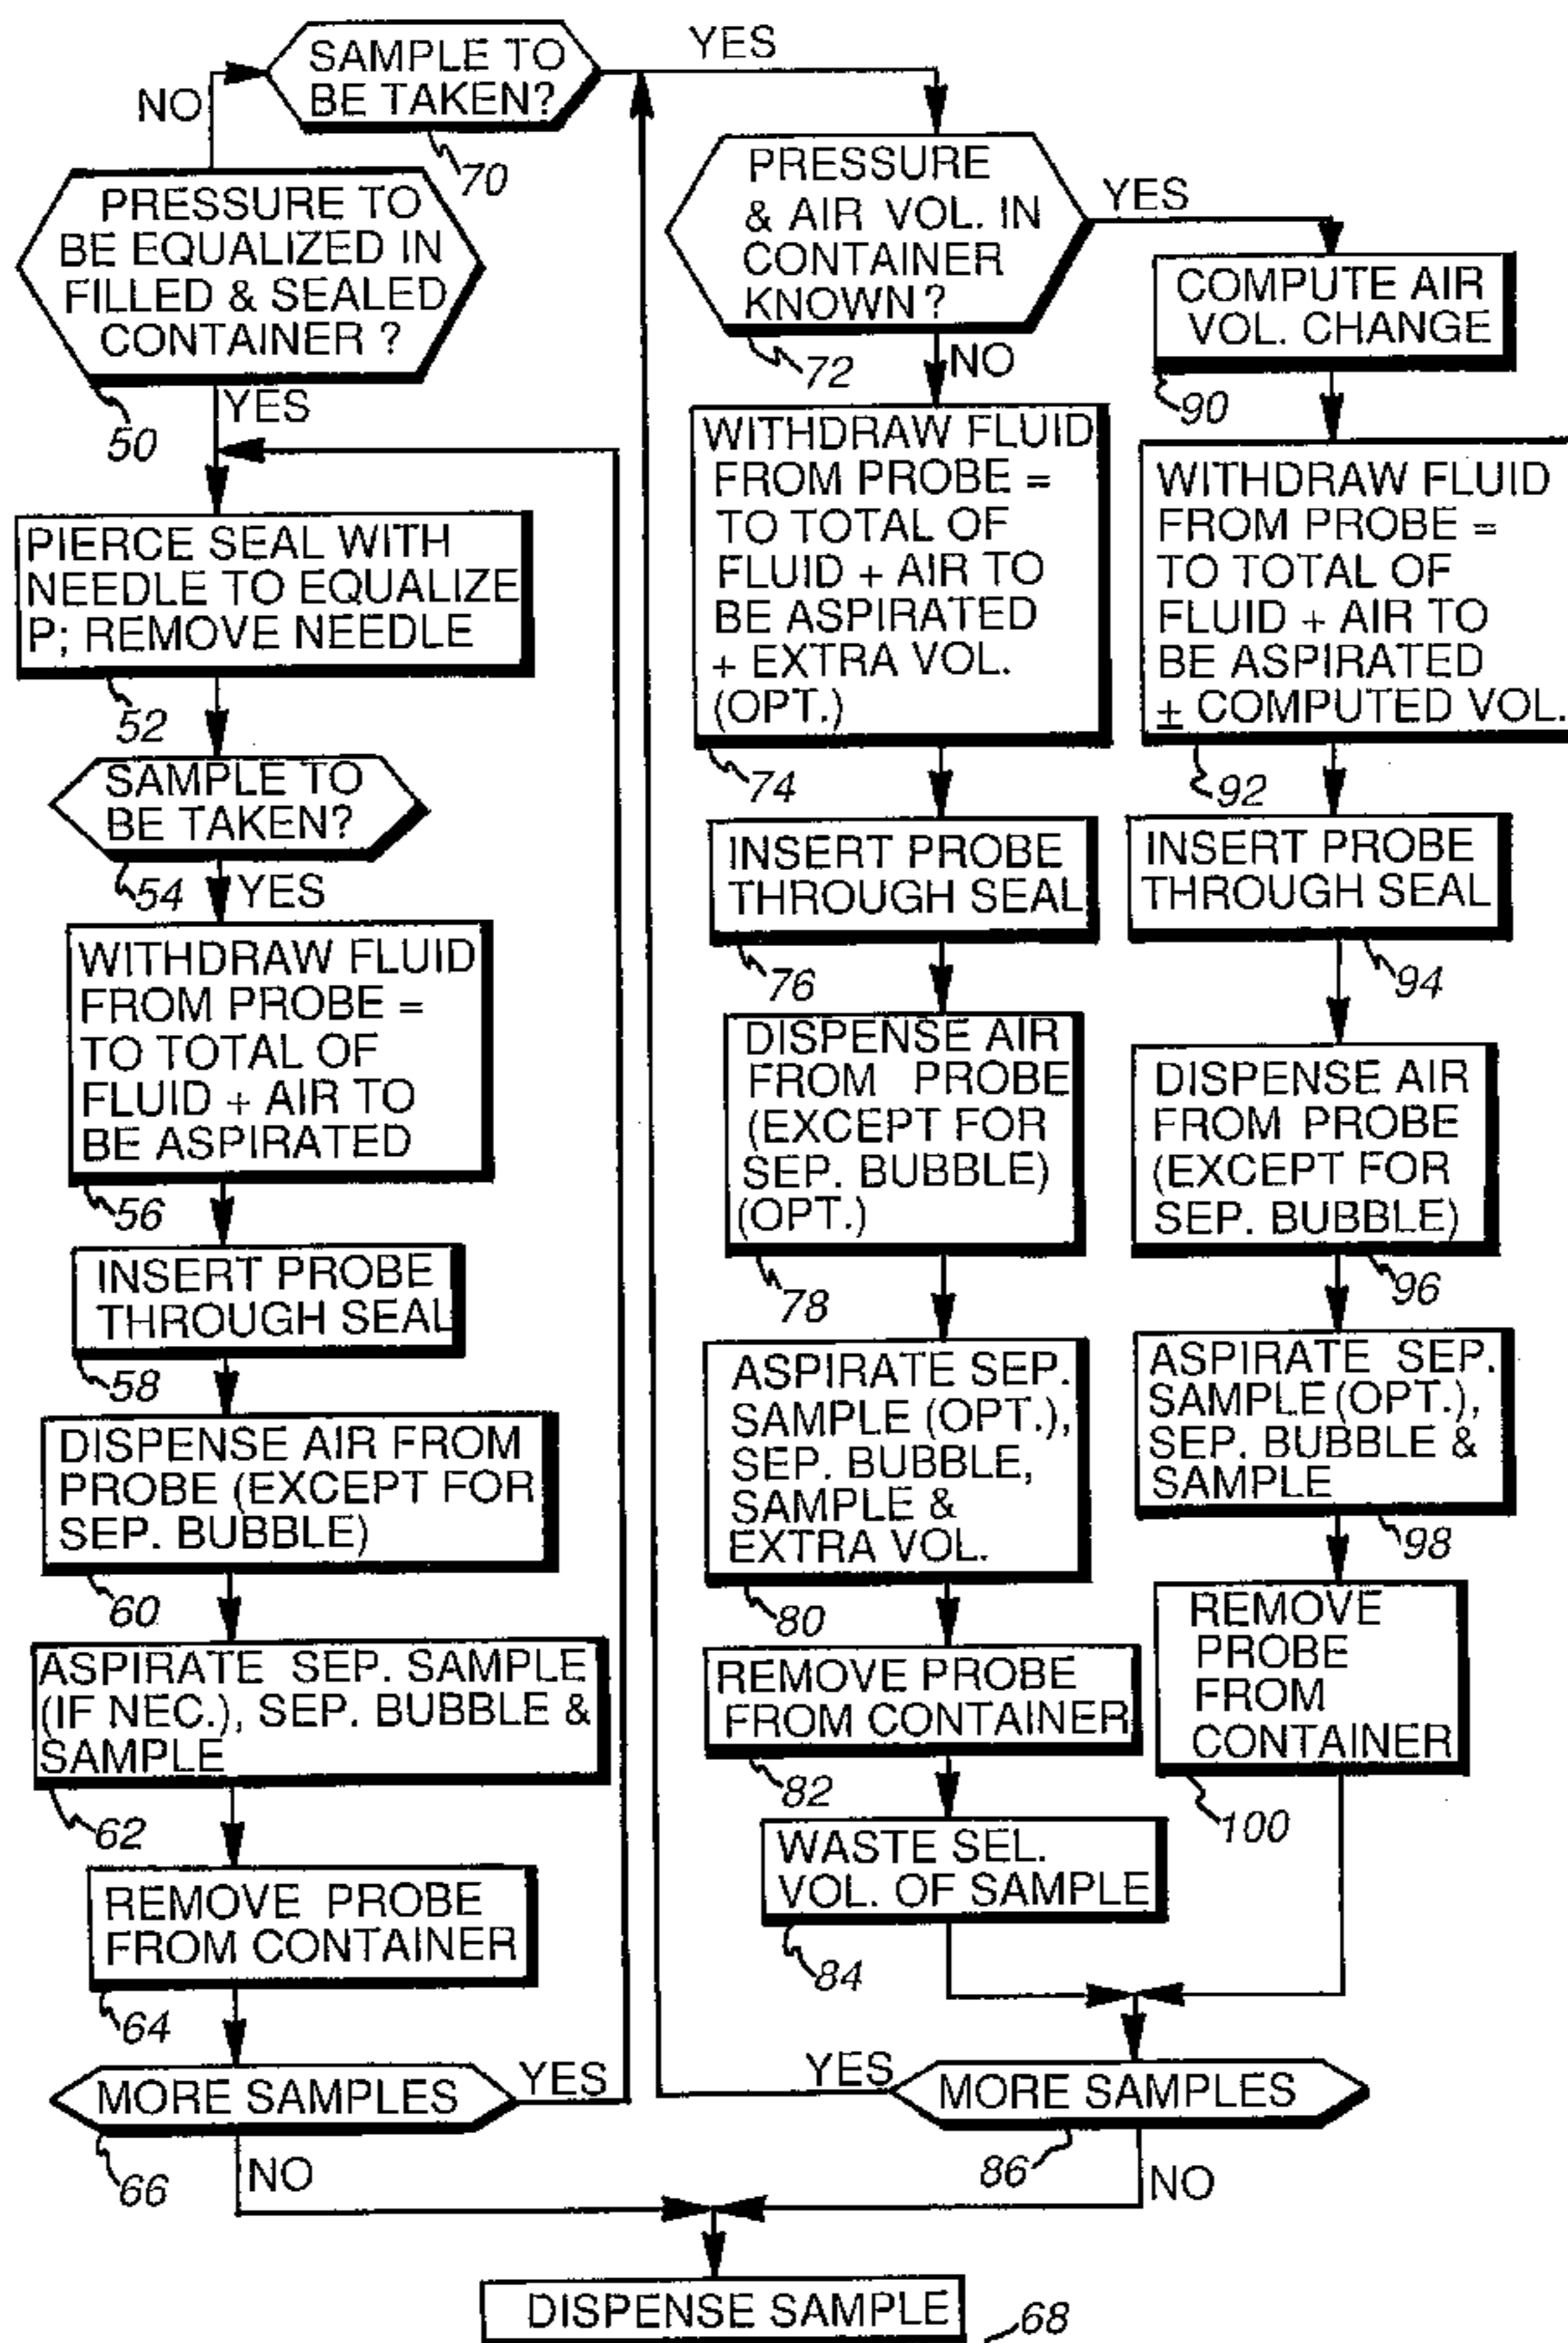 SAMPLE TO
BE TAKEN?
70
YES
NO
PRESSURE TO
BE EQUALIZED IN
FILLED & SEALED
CONTAINER ?
50
YES
PIERCE SEAL WITH
NEEDLE TO EQUALIZE
P; REMOVE NEEDLE
52
SAMPLE TO
BE TAKEN?
54
YES
WITHDRAW FLUID
FROM PROBE =
TO TOTAL OF
FLUID + AIR TO
BE ASPIRATED
56
INSERT PROBE
THROUGH SEAL
58
DISPENSE AIR FROM
PROBE (EXCEPT FOR
SEP. BUBBLE)
60
ASPIRATE SEP. SAMPLE
(IF NEC.), SEP. BUBBLE &
SAMPLE
62
REMOVE PROBE
FROM CONTAINER
64
MORE SAMPLES
YES
66
NO
PRESSURE
& AIR VOL. IN
CONTAINER
KNOWN ?
72
YES
NO
WITHDRAW FLUID
FROM PROBE =
TO TOTAL OF
FLUID + AIR TO
BE ASPIRATED
+ EXTRA VOL.
(OPT.)
74
INSERT PROBE
THROUGH SEAL
76
DISPENSE AIR
FROM PROBE
(EXCEPT FOR
SEP. BUBBLE)
(OPT.)
78
ASPIRATE SEP.
SAMPLE (OPT.),
SEP. BUBBLE,
SAMPLE &
EXTRA VOL.
80
REMOVE PROBE
FROM CONTAINER
82
WASTE SEL.
VOL. OF SAMPLE
84
COMPUTE AIR
VOL. CHANGE
90
WITHDRAW FLUID
FROM PROBE =
TO TOTAL OF
FLUID + AIR TO
BE ASPIRATED
± COMPUTED VOL.
92
INSERT PROBE
THROUGH SEAL
94
DISPENSE AIR
FROM PROBE
(EXCEPT FOR
SEP. BUBBLE)
96
ASPIRATE SEP.
SAMPLE (OPT.),
SEP. BUBBLE &
SAMPLE
98
REMOVE
PROBE
FROM
CONTAINER
100
YES
MORE SAMPLES
86
NO
DISPENSE SAMPLE
68